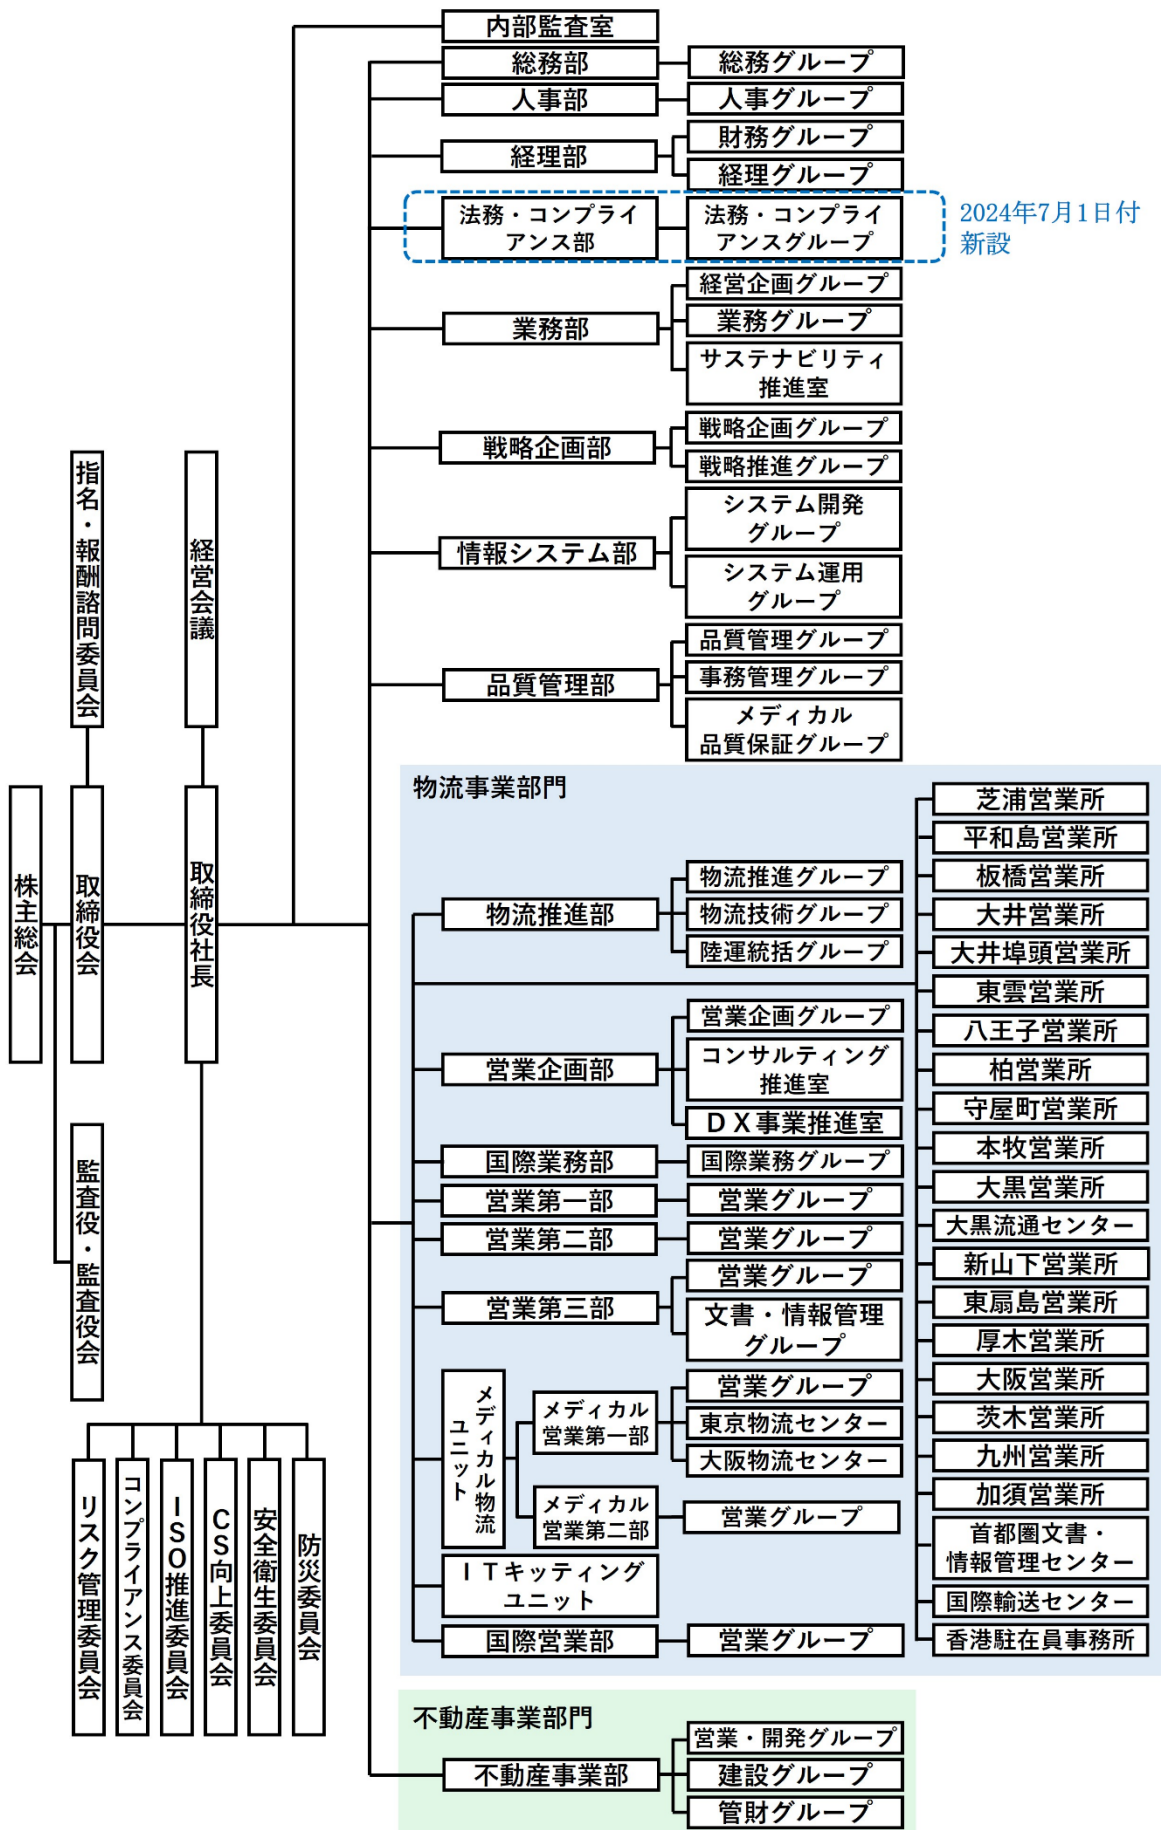 内部監査室
総務部
総務グループ
人事部
人事グループ
経理部
財務グループ
経理グループ
法務・コンプライ
アンス部
法務・コンプライ
アンスグループ
2024年7月1日付
新設
業務部
経営企画グループ
業務グループ
サステナビリティ
推進室
戦略企画部
戦略企画グループ
戦略推進グループ
情報システム部
システム開発
グループ
システム運用
グループ
品質管理部
品質管理グループ
事務管理グループ
メディカル
品質保証グループ
指名・報酬諮問委員会
経営会議
株主総会
取締役会
取締役社長
監査役・監査役会
リスク管理委員会
コンプライアンス委員会
ISO推進委員会
CS向上委員会
安全衛生委員会
防災委員会
物流事業部門
物流推進部
物流推進グループ
物流技術グループ
陸運統括グループ
営業企画部
営業企画グループ
コンサルティング
推進室
DX事業推進室
国際業務部
国際業務グループ
営業第一部
営業グループ
営業第二部
営業グループ
営業第三部
営業グループ
文書・情報管理
グループ
メディカル物流
ユニット
メディカル
営業第一部
営業グループ
東京物流センター
大阪物流センター
メディカル
営業第二部
営業グループ
ITキッティング
ユニット
国際営業部
営業グループ
芝浦営業所
平和島営業所
板橋営業所
大井営業所
大井埠頭営業所
東雲営業所
八王子営業所
柏営業所
守屋町営業所
本牧営業所
大黒営業所
大黒流通センター
新山下営業所
東扇島営業所
厚木営業所
大阪営業所
茨木営業所
九州営業所
加須営業所
首都圏文書・
情報管理センター
国際輸送センター
香港駐在員事務所
不動産事業部門
不動産事業部
営業・開発グループ
建設グループ
管財グループ